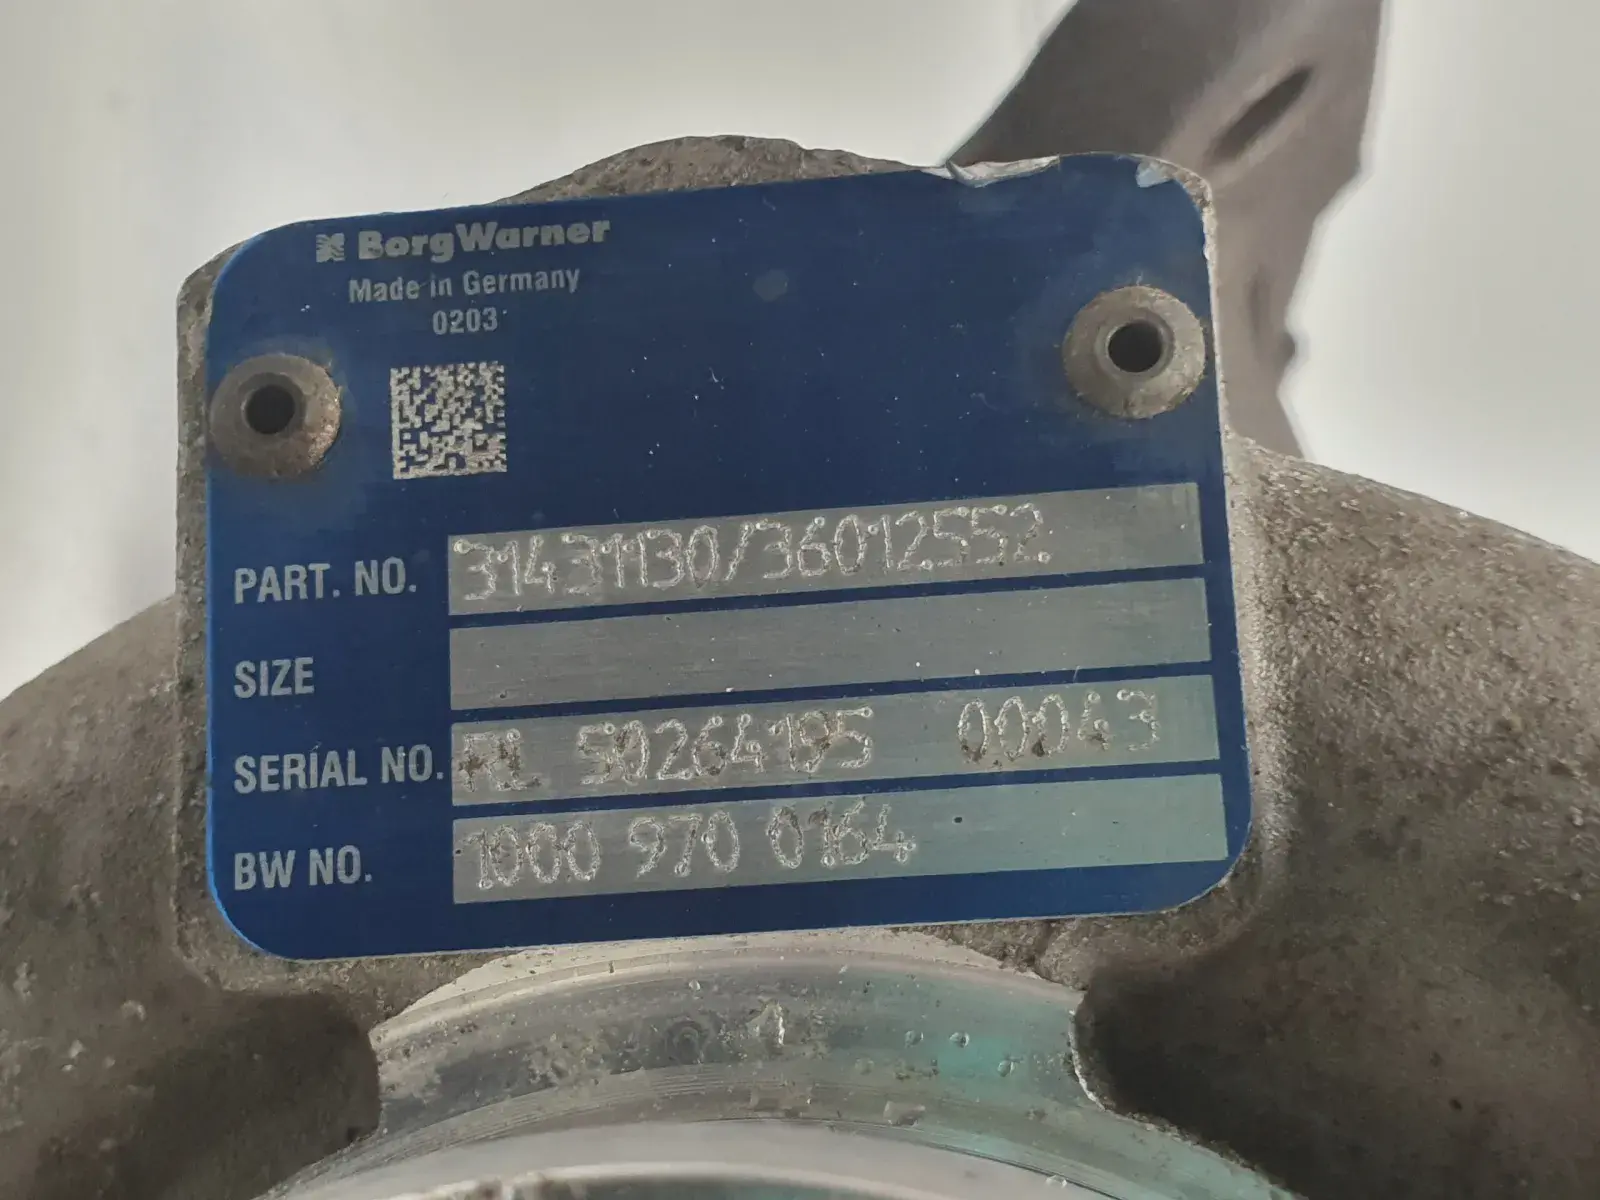 BorgWarner
Made in Germany
0203
PART. NO. 31431130/36012552
SIZE
SERIAL NO. RL S0264195 00043
BW NO. 1000 970 0164